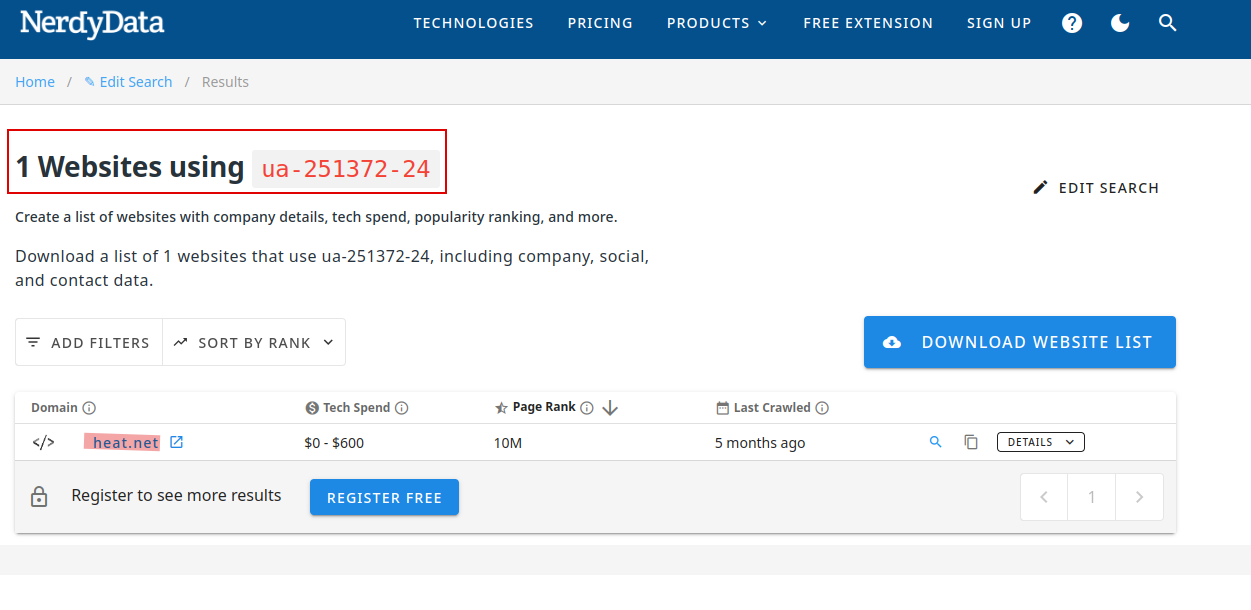 NerdyData
TECHNOLOGIES PRICING PRODUCTS FREE EXTENSION SIGN UP ?
Home / ✎ Edit Search / Results
1 Websites using ua-251372-24
EDIT SEARCH
Create a list of websites with company details, tech spend, popularity ranking, and more.
Download a list of 1 websites that use ua-251372-24, including company, social,
and contact data.
ADD FILTERS SORT BY RANK
DOWNLOAD WEBSITE LIST
Domain Tech Spend Page Rank Last Crawled
</> heat.net $0 - $600 10M 5 months ago DETAILS
Register to see more results REGISTER FREE < 1 >